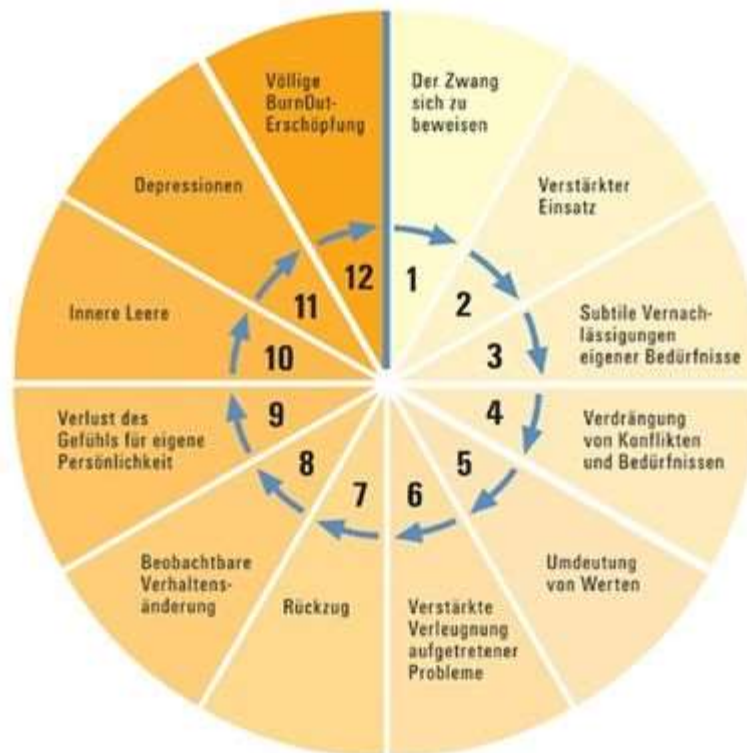 1
Der Zwang
sich zu
beweisen
2
Verstärkter
Einsatz
3
Subtile Vernach-
lässigungen
eigener Bedürfnisse
4
Verdrängung
von Konflikten
und Bedürfnissen
5
Umdeutung
von Werten
6
Verstärkte
Verleugnung
aufgetretener
Probleme
7
Rückzug
8
Beobachtbare
Verhaltens-
änderung
9
Verlust des
Gefühls für eigene
Persönlichkeit
10
Innere Leere
11
Depressionen
12
Völlige
BurnOut-
Erschöpfung